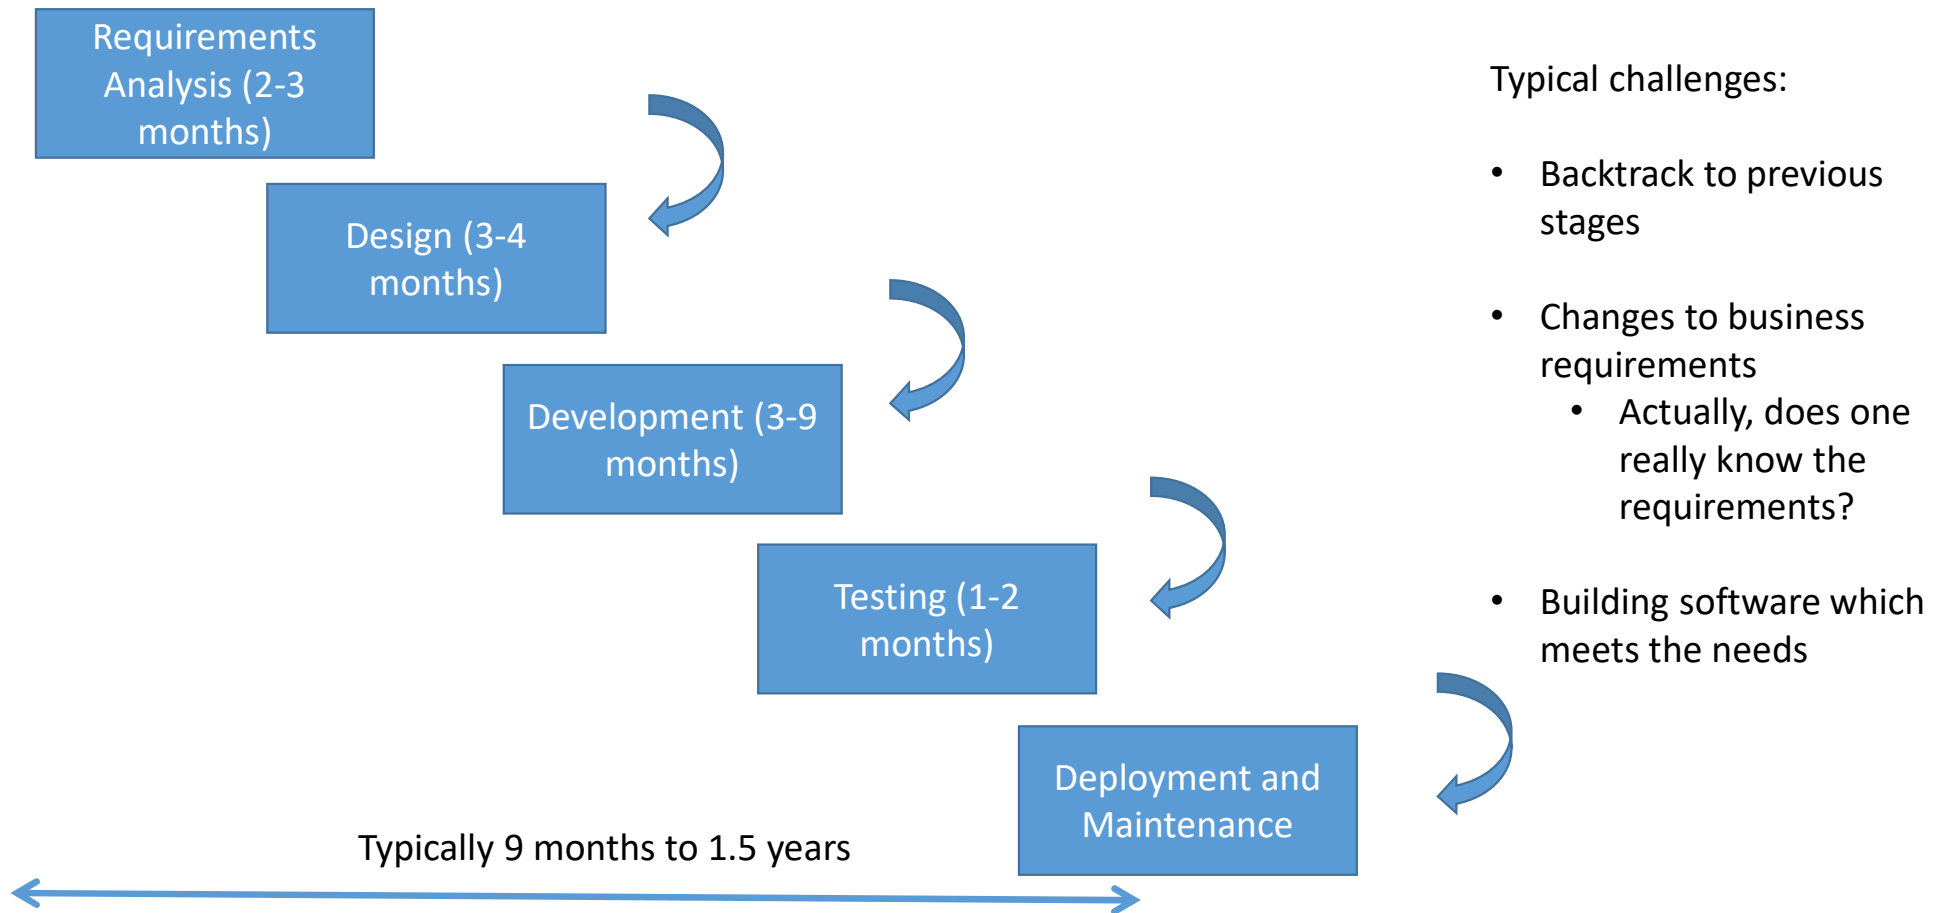 Requirements
Analysis (2-3
months)
Design (3-4
months)
Development (3-9
months)
Testing (1-2
months)
Deployment and
Maintenance
Typically 9 months to 1.5 years
Typical challenges:
• Backtrack to previous
stages
• Changes to business
requirements
• Actually, does one
really know the
requirements?
• Building software which
meets the needs